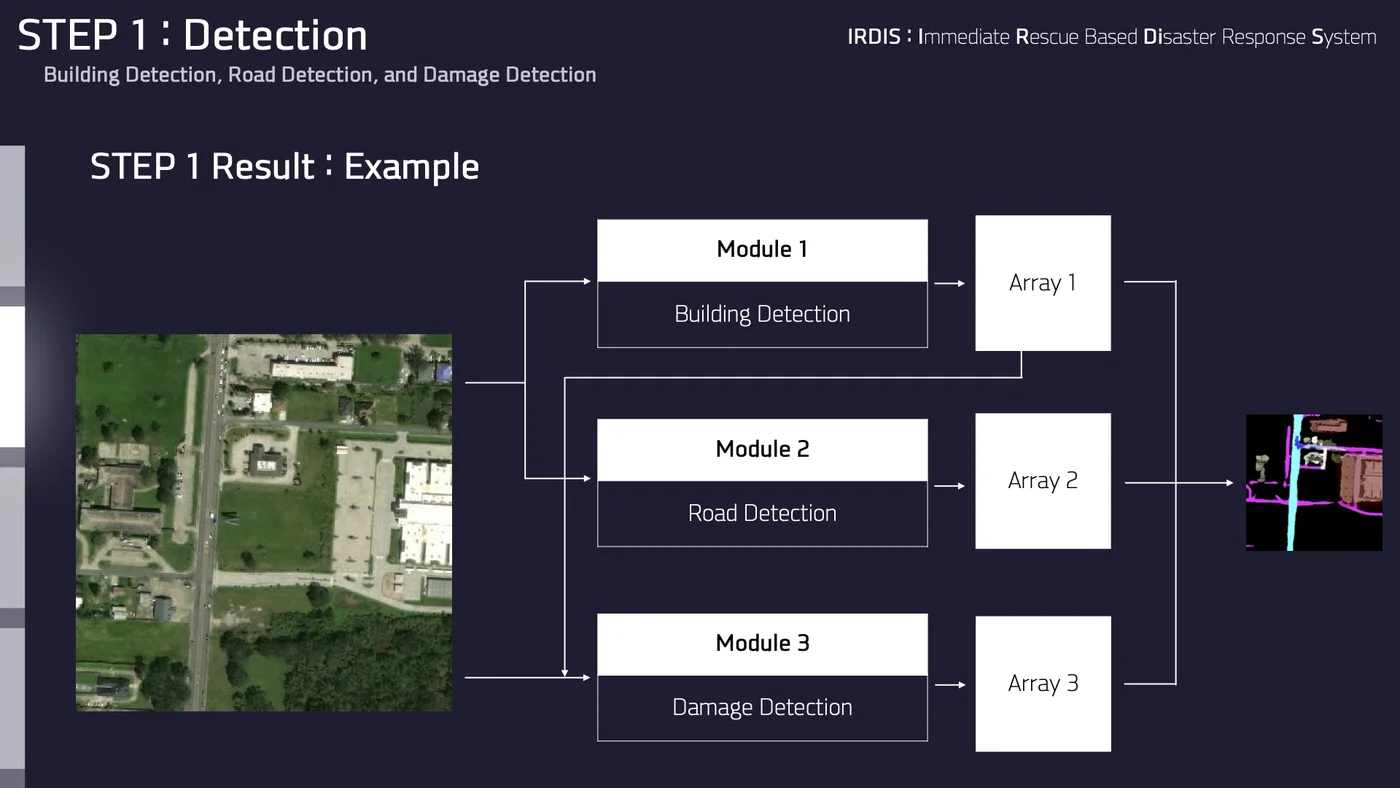 STEP 1 : Detection
IRDIS : Immediate Rescue Based Disaster Response System
Building Detection, Road Detection, and Damage Detection
STEP 1 Result : Example
Module 1
Building Detection
Array 1
Module 2
Road Detection
Array 2
Module 3
Damage Detection
Array 3